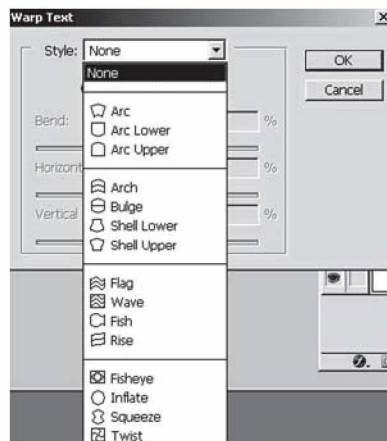 Warp Text
Style: None
OK
None
Cancel
Arc
Bend: %
Arc Lower
Arc Upper
Horizont %
Arch
Bulge
Vertical %
Shell Lower
Shell Upper
Flag
Wave
Fish
Rise
Fisheye
Inflate
Squeeze
Twist